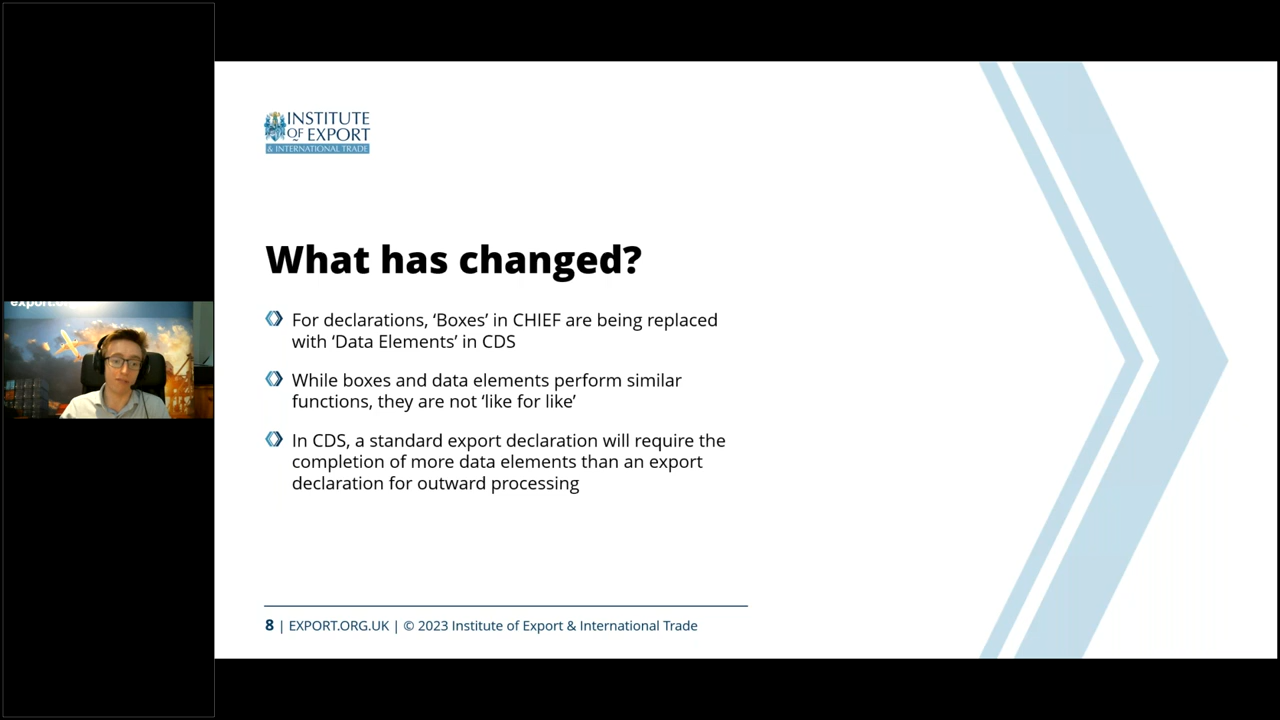 INSTITUTE
OF EXPORT
& INTERNATIONAL TRADE
What has changed?
For declarations, ‘Boxes’ in CHIEF are being replaced
with ‘Data Elements’ in CDS
While boxes and data elements perform similar
functions, they are not ‘like for like’
In CDS, a standard export declaration will require the
completion of more data elements than an export
declaration for outward processing
8 | EXPORT.ORG.UK | © 2023 Institute of Export & International Trade